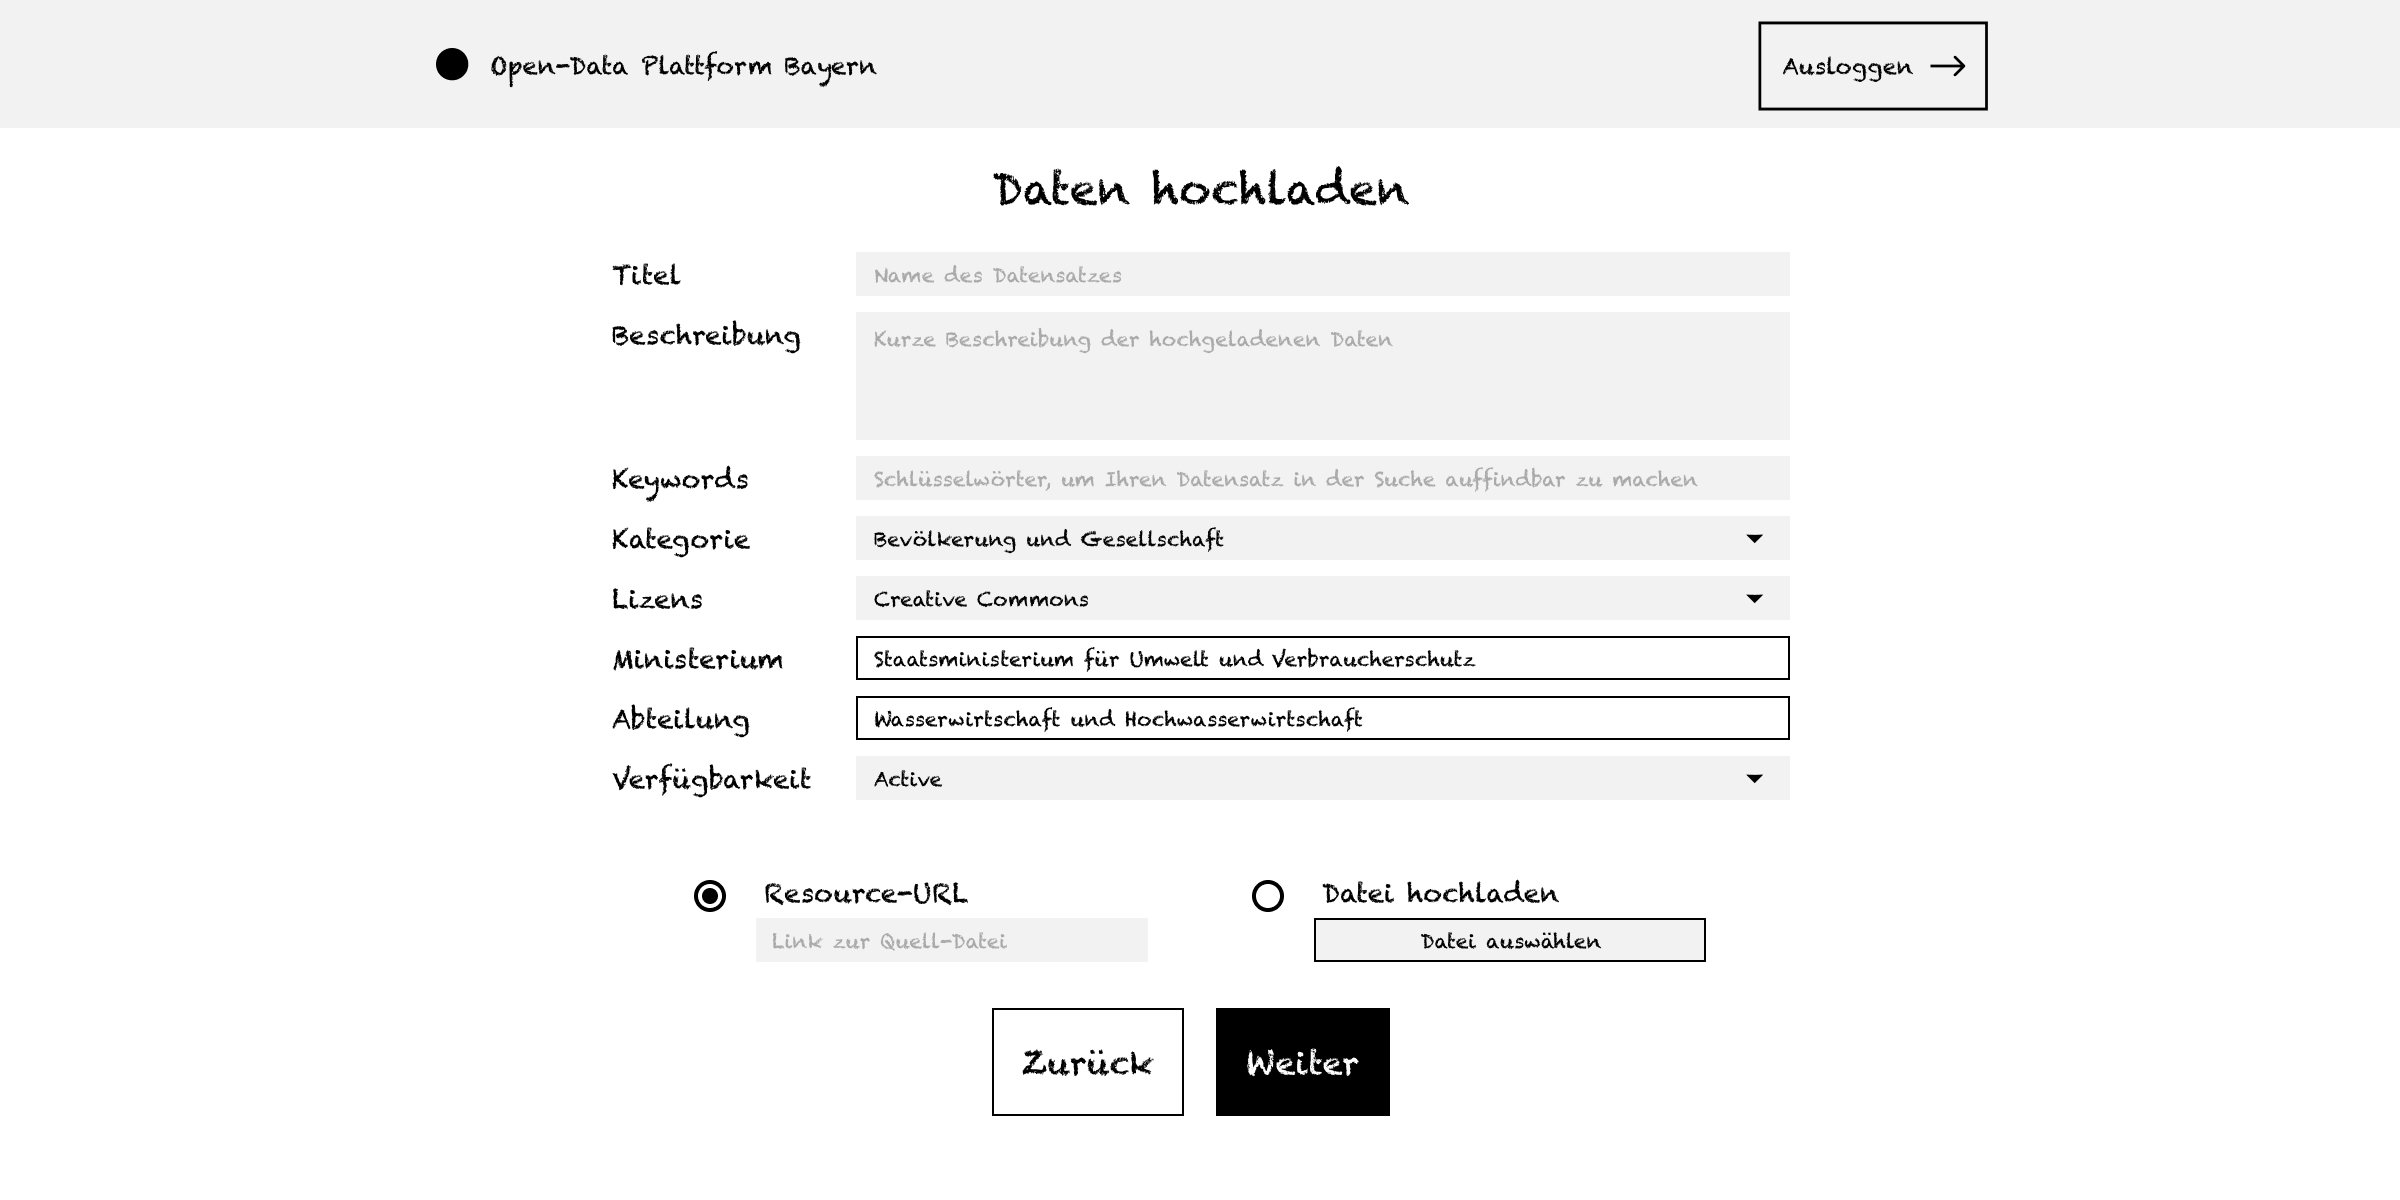 Open-Data Plattform Bayern
Ausloggen
Daten hochladen
Titel
Name des Datensatzes
Beschreibung
Kurze Beschreibung der hochgeladenen Daten
Keywords
Schlüsselwörter, um Ihren Datensatz in der Suche auffindbar zu machen
Kategorie
Bevölkerung und Gesellschaft
Lizens
Creative Commons
Ministerium
Staatsministerium für Umwelt und Verbraucherschutz
Abteilung
Wasserwirtschaft und Hochwasserwirtschaft
Verfügbarkeit
Active
Resource-URL
Link zur Quell-Datei
Datei hochladen
Datei auswählen
Zurück
Weiter